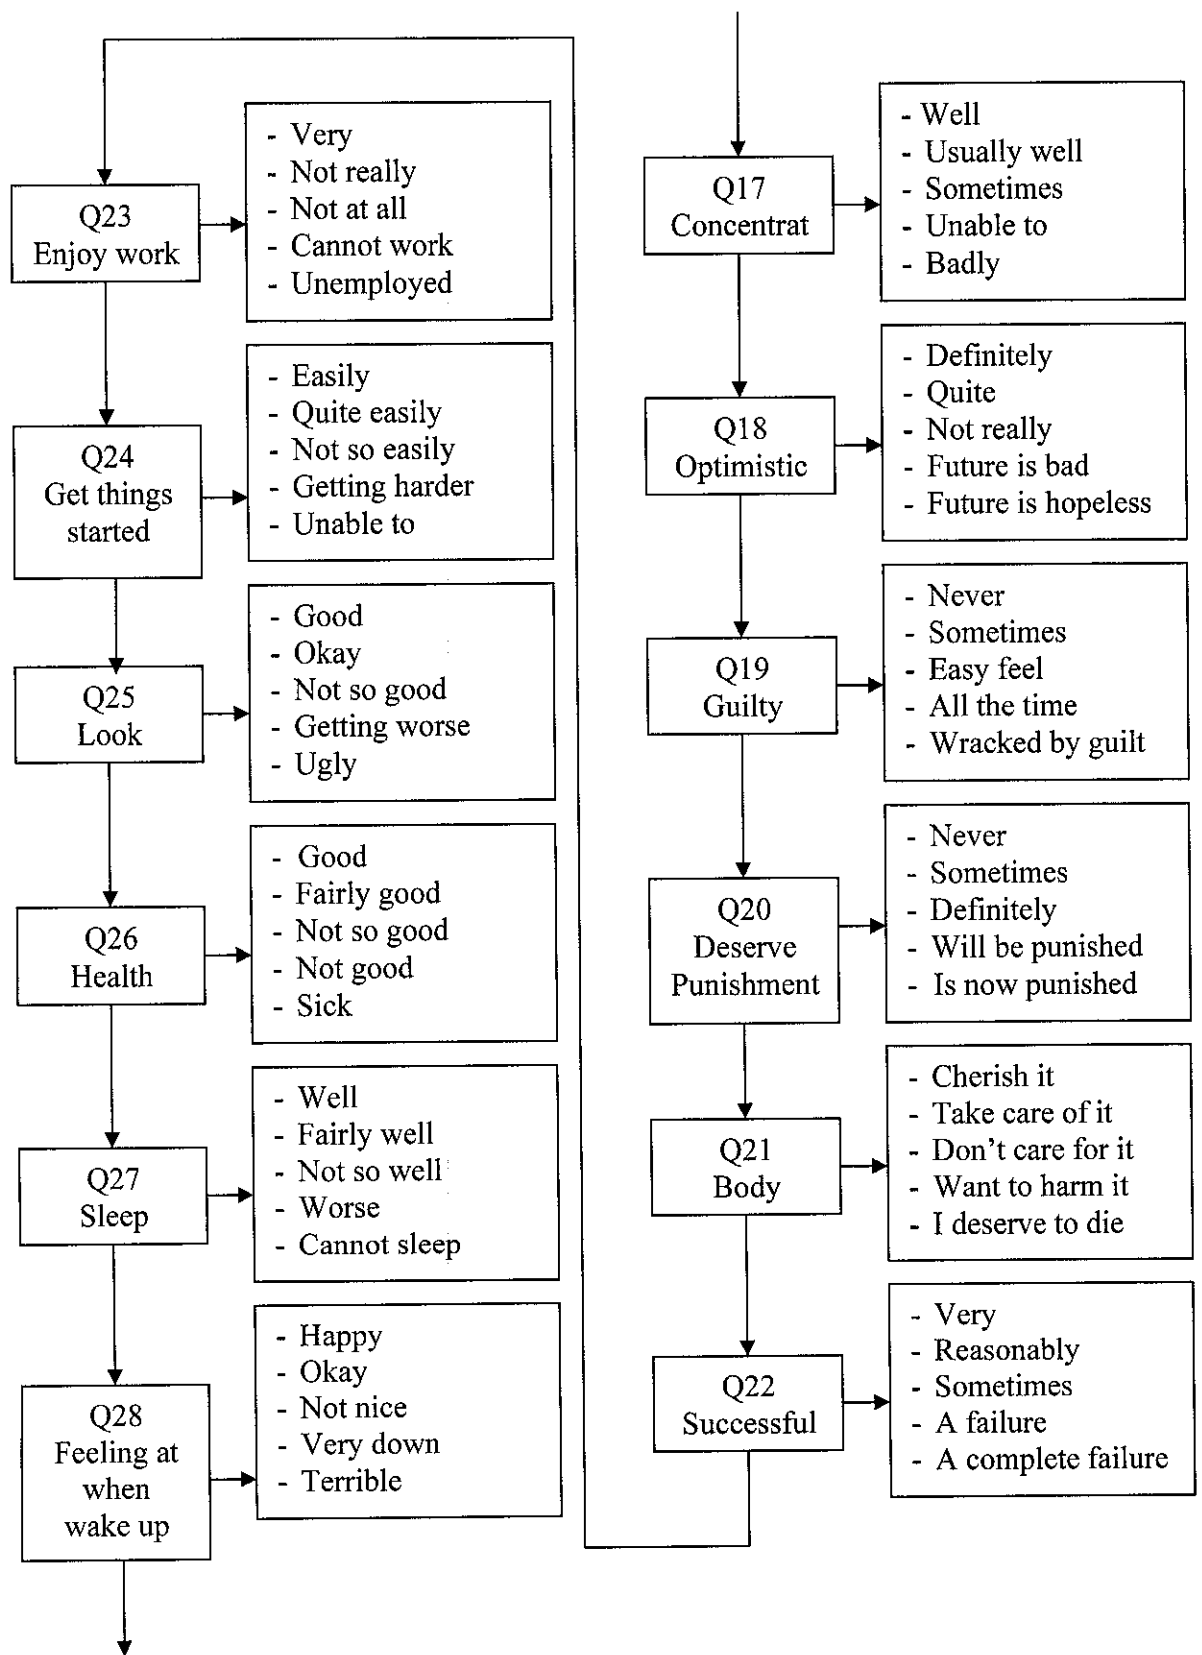 Q17
Concentrat
- Well
- Usually well
- Sometimes
- Unable to
- Badly
Q18
Optimistic
- Definitely
- Quite
- Not really
- Future is bad
- Future is hopeless
Q19
Guilty
- Never
- Sometimes
- Easy feel
- All the time
- Wracked by guilt
Q20
Deserve
Punishment
- Never
- Sometimes
- Definitely
- Will be punished
- Is now punished
Q21
Body
- Cherish it
- Take care of it
- Don't care for it
- Want to harm it
- I deserve to die
Q22
Successful
- Very
- Reasonably
- Sometimes
- A failure
- A complete failure
Q23
Enjoy work
- Very
- Not really
- Not at all
- Cannot work
- Unemployed
Q24
Get things
started
- Easily
- Quite easily
- Not so easily
- Getting harder
- Unable to
Q25
Look
- Good
- Okay
- Not so good
- Getting worse
- Ugly
Q26
Health
- Good
- Fairly good
- Not so good
- Not good
- Sick
Q27
Sleep
- Well
- Fairly well
- Not so well
- Worse
- Cannot sleep
Q28
Feeling at
when
wake up
- Happy
- Okay
- Not nice
- Very down
- Terrible